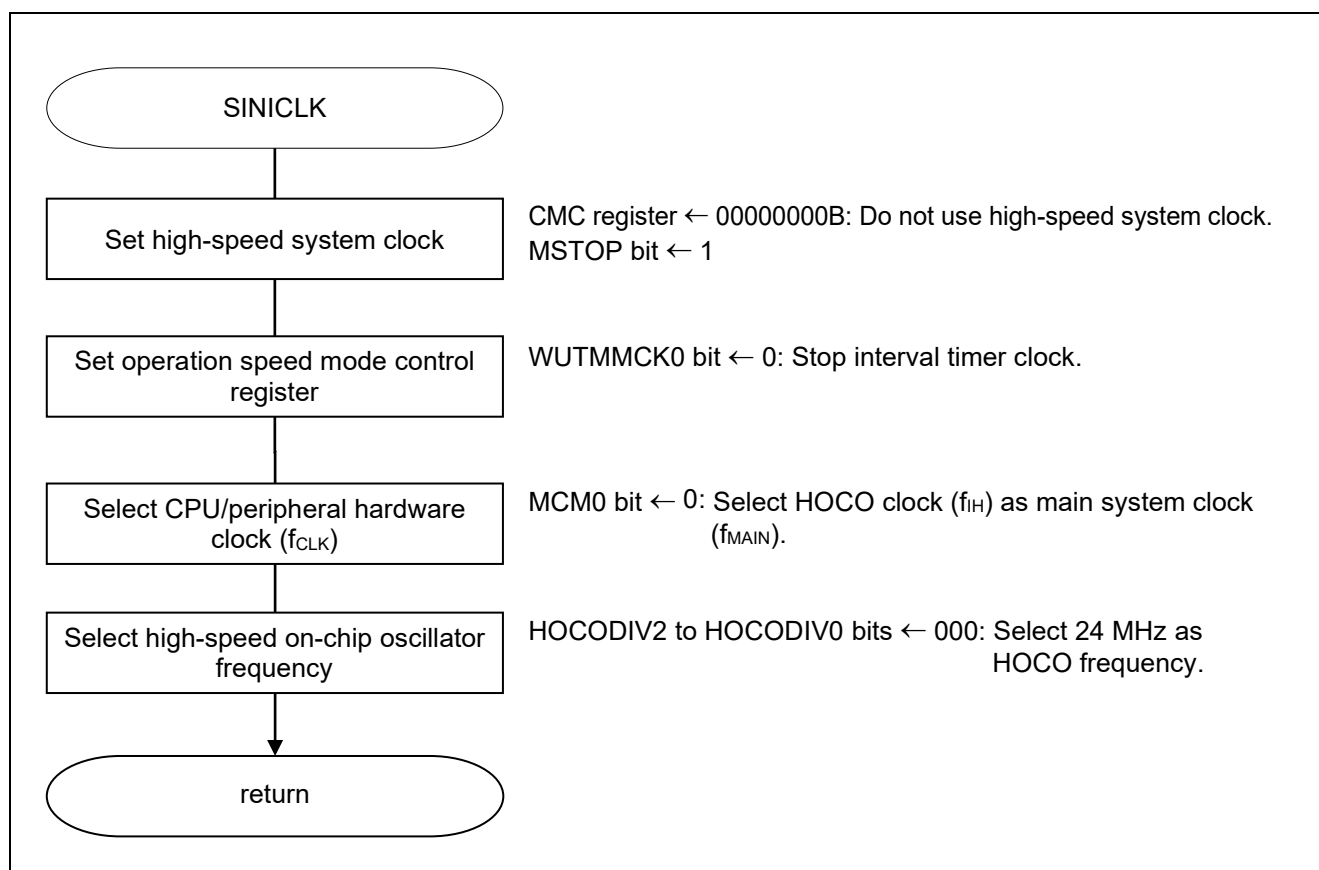 SINICLK
Set high-speed system clock
CMC register ← 00000000B: Do not use high-speed system clock.
MSTOP bit ← 1
Set operation speed mode control
register
WUTMMCK0 bit ← 0: Stop interval timer clock.
Select CPU/peripheral hardware
clock (fCLK)
MCM0 bit ← 0: Select HOCO clock (fIH) as main system clock
(fMAIN).
Select high-speed on-chip oscillator
frequency
HOCODIV2 to HOCODIV0 bits ← 000: Select 24 MHz as
HOCO frequency.
return